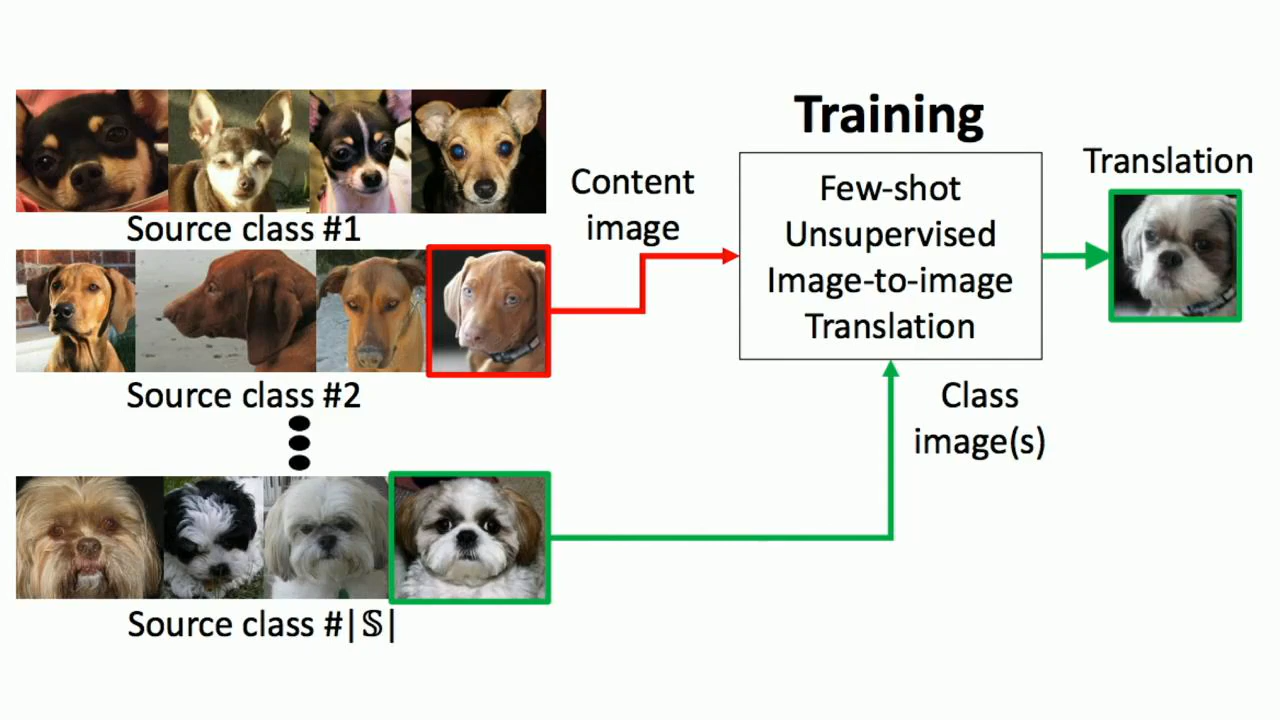 Training
Translation
Content
image
Few-shot
Unsupervised
Image-to-image
Translation
Source class #1
Source class #2
Class
image(s)
Source class #|𝕊|